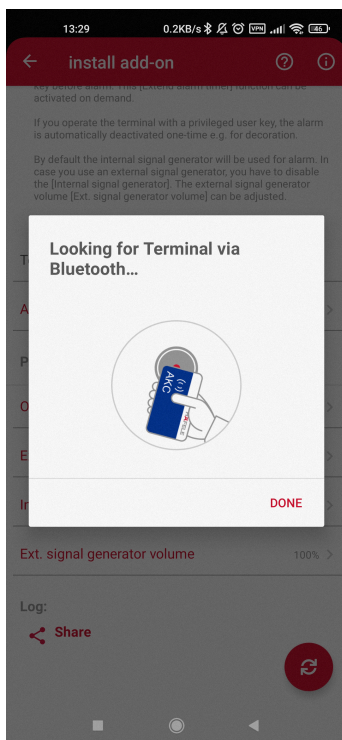 13:29
0.2KB/s VPN 46
install add-on
key before alarm. This [Extend alarm timer] function can be
activated on demand.
If you operate the terminal with a privileged user key, the alarm
is automatically deactivated one-time e.g. for decoration.
By default the internal signal generator will be used for alarm. In
case you use an external signal generator, you have to disable
the [Internal signal generator]. The external signal generator
volume [Ext. signal generator volume] can be adjusted.
T
Looking for Terminal via
Bluetooth...
A
P
O
E
In
AKC
DONE
Ext. signal generator volume 100%
Log:
Share